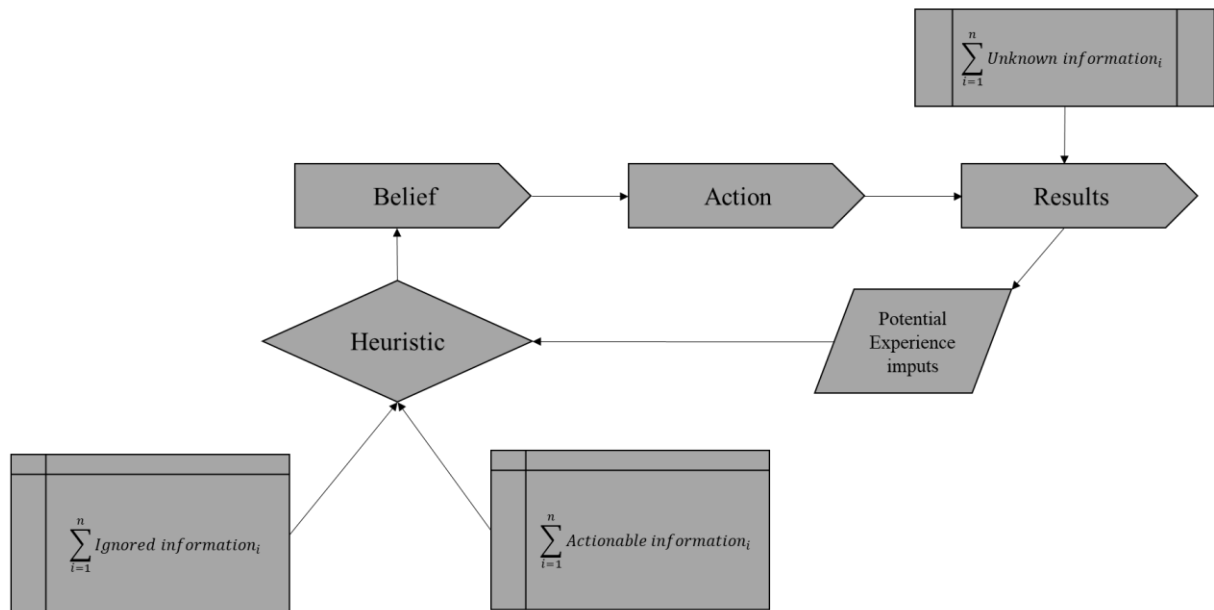 n
∑ Unknown information_i
i=1
Belief
Action
Results
Heuristic
Potential
Experience
imputs
n
∑ Ignored information_i
i=1
n
∑ Actionable information_i
i=1